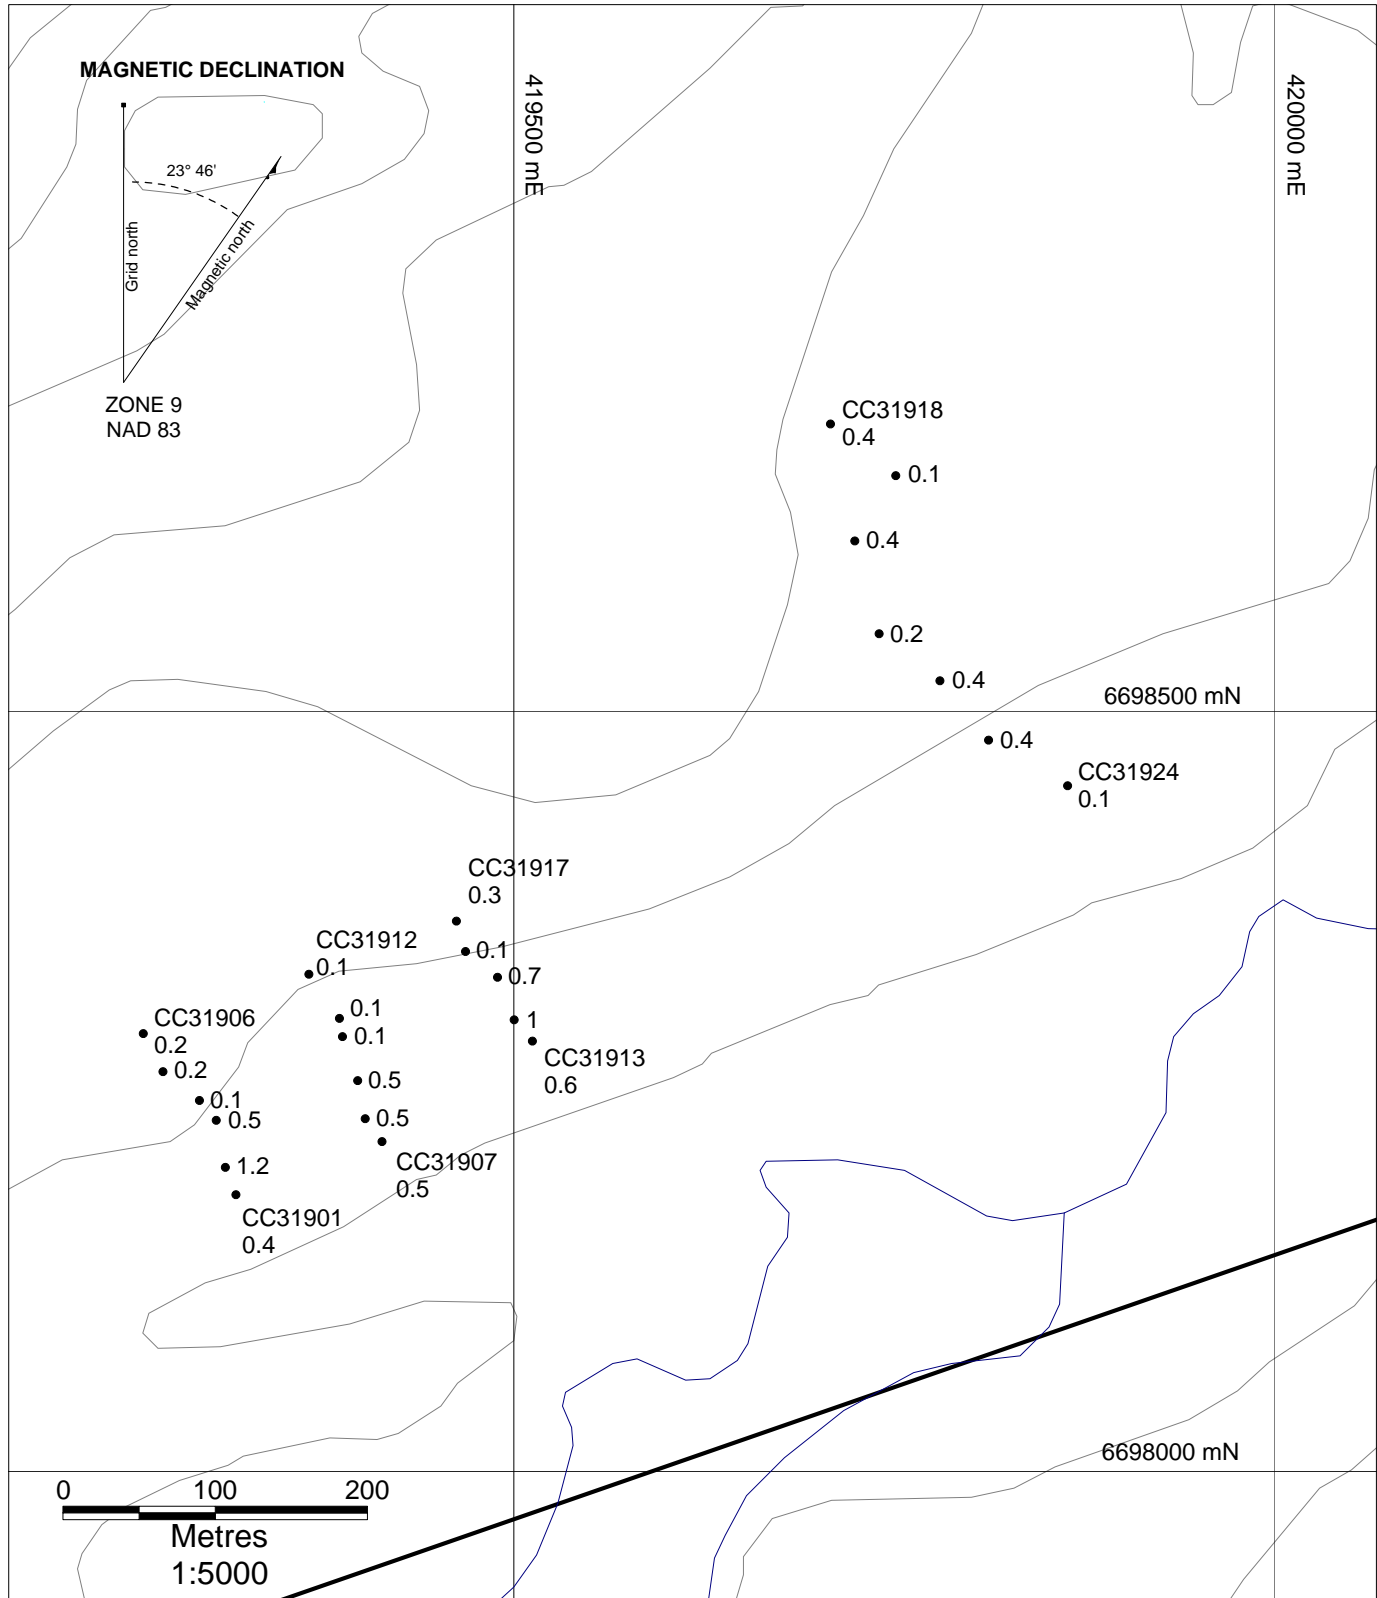 MAGNETIC DECLINATION
419500 mE
420000 mE
23° 46'
Grid north
Magnetic north
ZONE 9
NAD 83
CC31918
0.4
0.1
0.4
0.2
0.4
6698500 mN
0.4
CC31924
0.1
CC31917
0.3
CC31912
0.1
0.1
0.7
0.1
1
0.1
CC31906
0.2
CC31913
0.6
0.2
0.5
0.1
0.5
0.5
CC31907
0.5
1.2
CC31901
0.4
6698000 mN
0 100 200
Metres
1:5000